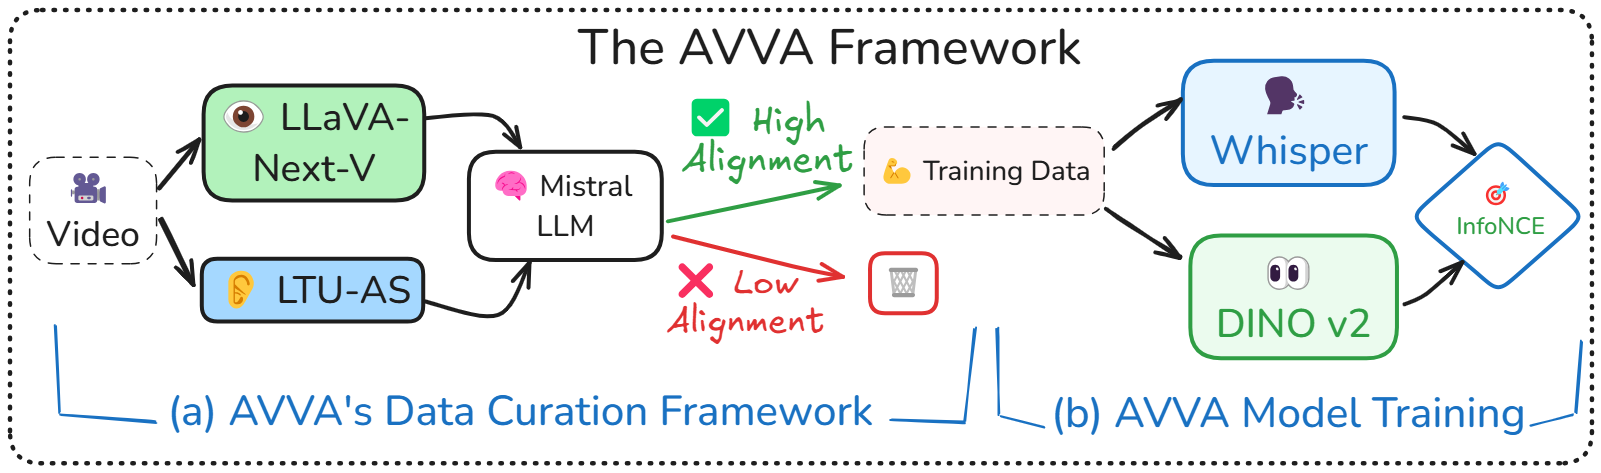 The AVVA Framework
Video
LLaVA-
Next-V
LTU-AS
Mistral
LLM
High
Alignment
Low
Alignment
Training Data
Whisper
DINO v2
InfoNCE
(a) AVVA's Data Curation Framework
(b) AVVA Model Training